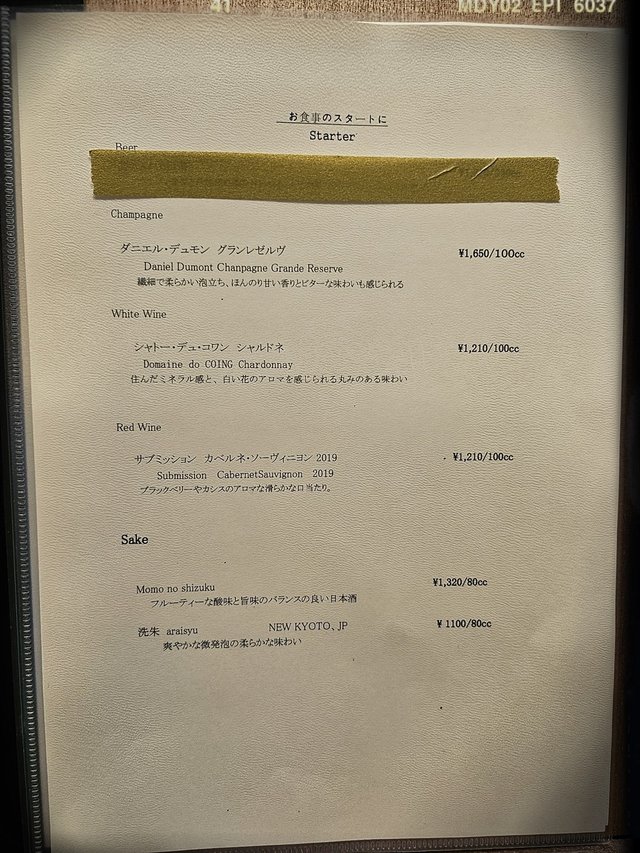 41
MDY02 EPI 6037
お食事のスタートに
Starter
Beer
Champagne
ダニエル・デュモン グランレゼルヴ ¥1,650/100cc
Daniel Dumont Chanpagne Grande Reserve
繊細で柔らかい泡立ち、ほんのり甘い香りとビターな味わいも感じられる
White Wine
シャトー・デュ・コワン シャルドネ ¥1,210/100cc
Domaine do COING Chardonnay
住んだミネラル感と、白い花のアロマを感じられる丸みのある味わい
Red Wine
サブミッション カベルネ・ソーヴィニヨン 2019 ¥1,210/100cc
Submission CabernetSauvignon 2019
ブラックベリーやカシスのアロマな滑らかな口当たり。
Sake
Momo no shizuku ¥1,320/80cc
フルーティーな酸味と旨味のバランスの良い日本酒
洗朱 araisyu NEW KYOTO、JP ¥ 1100/80cc
爽やかな微発泡の柔らかな味わい